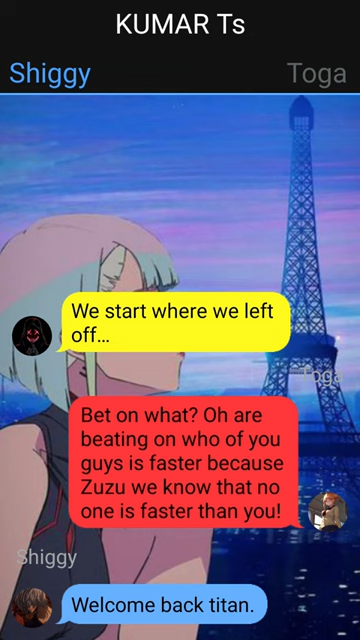 KUMAR Ts
Shiggy
Toga
We start where we left
off...
Toga
Bet on what? Oh are
beating on who of you
guys is faster because
Zuzu we know that no
one is faster than you!
Shiggy
Welcome back titan.